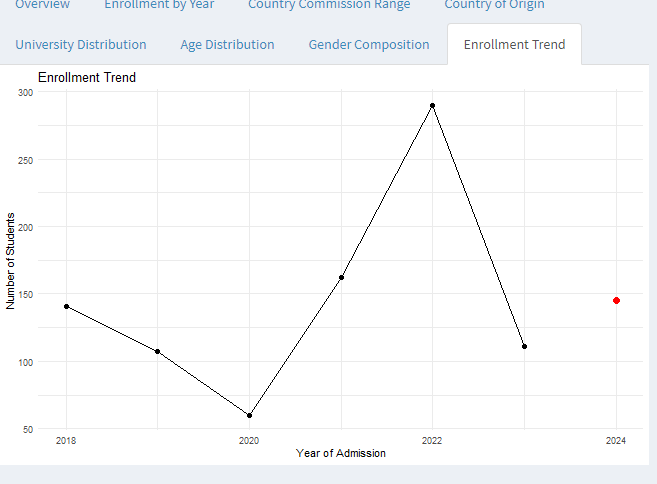 Overview Enrollment by Year Country Commission Range Country of Origin
University Distribution Age Distribution Gender Composition Enrollment Trend
Enrollment Trend
300
250
200
150
100
50
Number of Students
2018 2020 2022 2024
Year of Admission